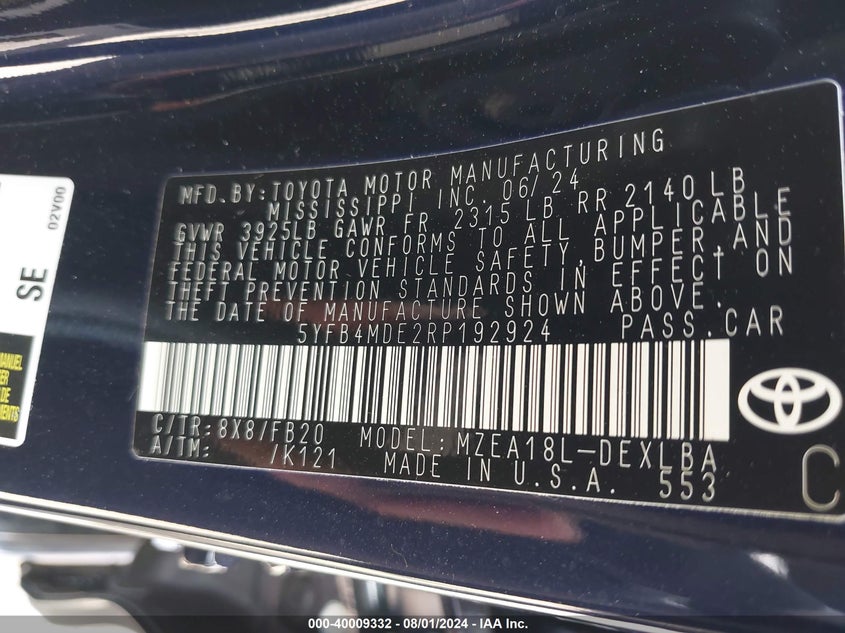 MFD.BY:TOYOTA MOTOR MANUFACTURING
MISSISSIPPI INC. 06/24
GVWR 3925LB GAWR FR 2315 LB RR 2140 LB
THIS VEHICLE CONFORMS TO ALL APPLICABLE
FEDERAL MOTOR VEHICLE SAFETY,BUMPER,AND
THEFT PREVENTION STANDARDS IN EFFECT ON
THE DATE OF MANUFACTURE SHOWN ABOVE.
5YFB4MDE2RP192924 PASS.CAR
C/TR:8X8/FB20 MODEL:MZEA18L-DEXLBA
A/TM: /K121 MADE IN U.S.A. 553
C
SE
02V00
MANUEL
DE
000-40009332 - 08/01/2024 - IAA Inc.